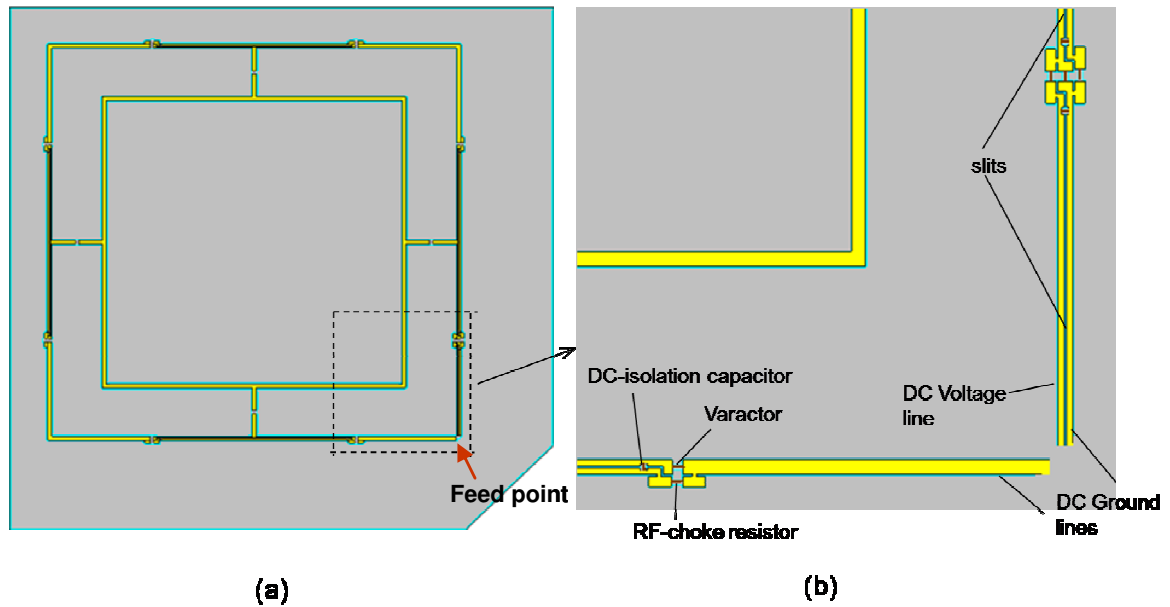 Feed point
(a)
slits
DC-isolation capacitor
Varactor
DC Voltage
line
RF-choke resistor
DC Ground
lines
(b)